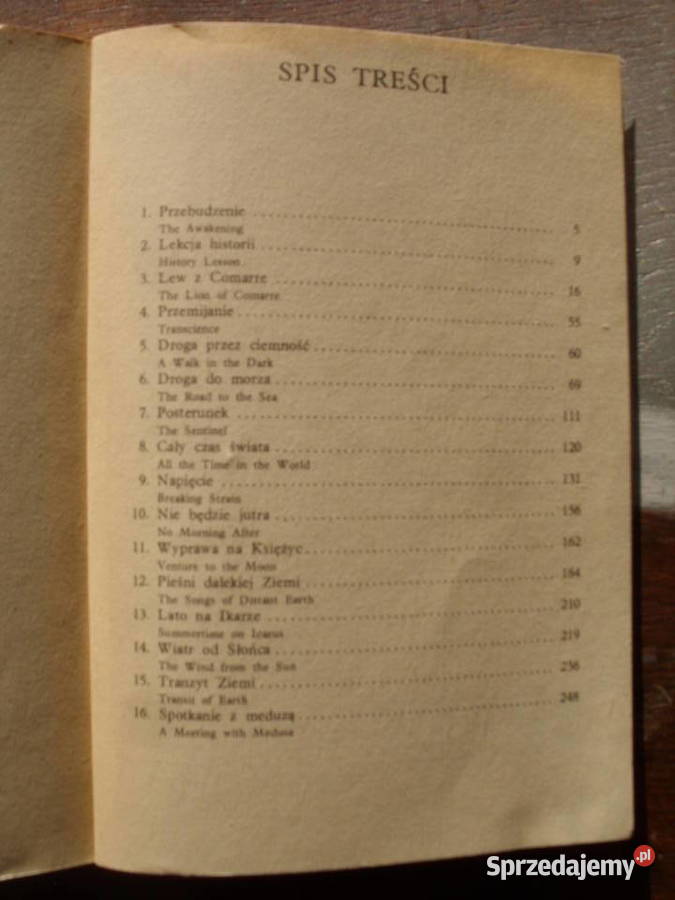 SPIS TREŚCI
1. Przebudzenie ........ 5
The Awakening
2. Lekcja historii ........ 9
History Lesson
3. Lew z Comarre ........ 16
The Lion of Comarre
4. Przemijanie ........ 55
Transcience
5. Droga przez ciemność ........ 60
A Walk in the Dark
6. Droga do morza ........ 69
The Road to the Sea
7. Posterunek ........ 111
The Sentinel
8. Cały czas świata ........ 120
All the Time in the World
9. Napięcie ........ 131
Breaking Strain
10. Nie będzie jutra ........ 156
No Morning After
11. Wyprawa na Księżyc ........ 162
Venture to the Moon
12. Pieśni dalekiej Ziemi ........ 184
The Songs of Distant Earth
13. Lato na Ikarze ........ 210
Summertime on Icarus
14. Wiatr od Słońca ........ 219
The Wind from the Sun
15. Tranzyt Ziemi ........ 236
Transit of Earth
16. Spotkanie z meduzą ........ 248
A Meeting with Medusa
Sprzedajemy.pl